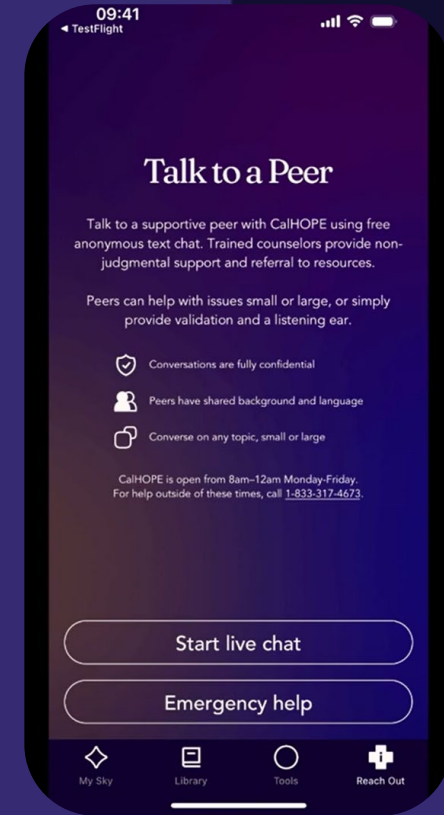 09:41
◀ TestFlight
Talk to a Peer
Talk to a supportive peer with CalHOPE using free
anonymous text chat. Trained counselors provide non-
judgmental support and referral to resources.
Peers can help with issues small or large, or simply
provide validation and a listening ear.
Conversations are fully confidential
Peers have shared background and language
Converse on any topic, small or large
CalHOPE is open from 8am–12am Monday-Friday.
For help outside of these times, call 1-833-317-4673.
Start live chat
Emergency help
My Sky
Library
Tools
Reach Out